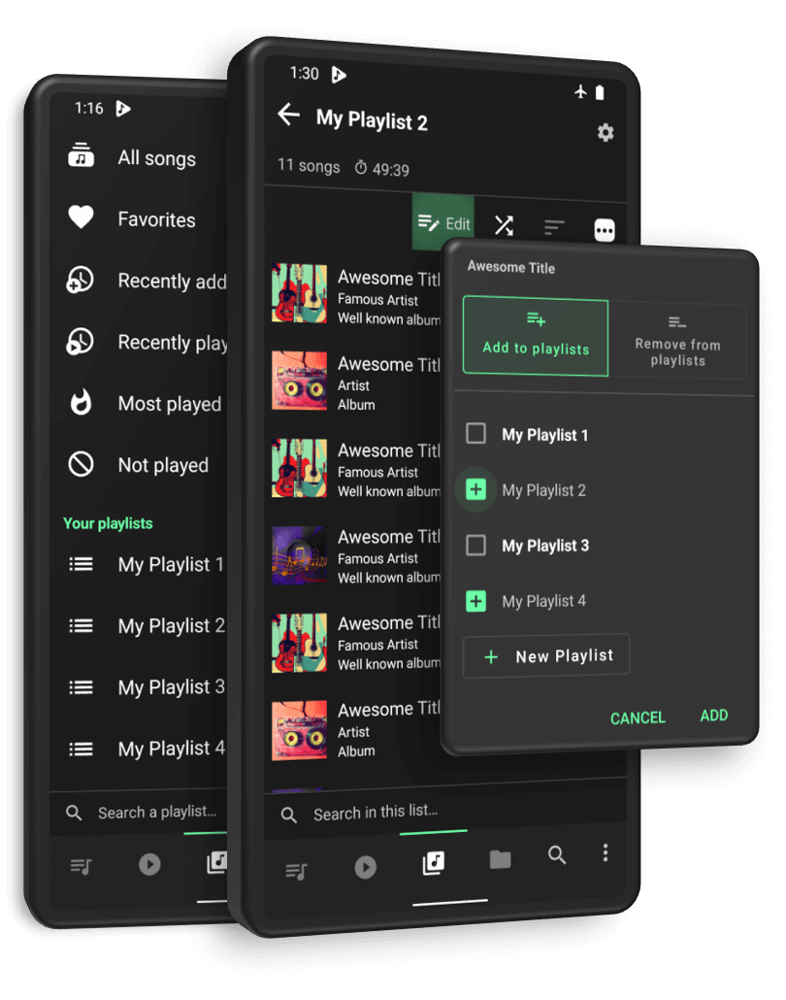 1:16
All songs
Favorites
Recently add
Recently play
Most played
Not played
Your playlists
My Playlist 1
My Playlist 2
My Playlist 3
My Playlist 4
Search a playlist...
1:30
My Playlist 2
11 songs 49:39
Edit
Awesome Titl
Famous Artist
Well known album
Awesome Titl
Artist
Album
Awesome Titl
Famous Artist
Well known album
Awesome Titl
Famous Artist
Well known album
Awesome Titl
Famous Artist
Well known album
Awesome Titl
Artist
Album
Search in this list...
Awesome Title
Add to playlists
Remove from
playlists
My Playlist 1
My Playlist 2
My Playlist 3
My Playlist 4
New Playlist
CANCEL ADD